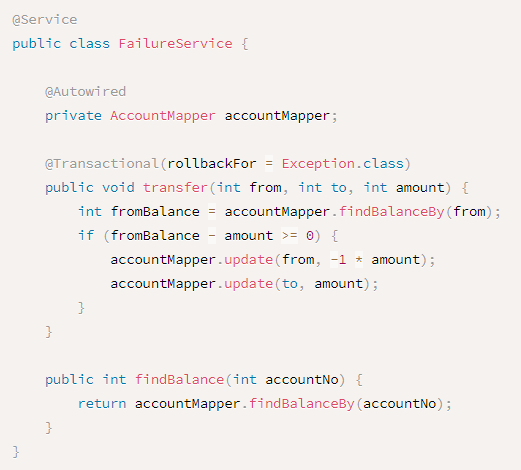 @Service
public class FailureService {
@Autowired
private AccountMapper accountMapper;
@Transactional(rollbackFor = Exception.class)
public void transfer(int from, int to, int amount) {
int fromBalance = accountMapper.findBalanceBy(from);
if (fromBalance - amount >= 0) {
accountMapper.update(from, -1 * amount);
accountMapper.update(to, amount);
}
}
public int findBalance(int accountNo) {
return accountMapper.findBalanceBy(accountNo);
}
}